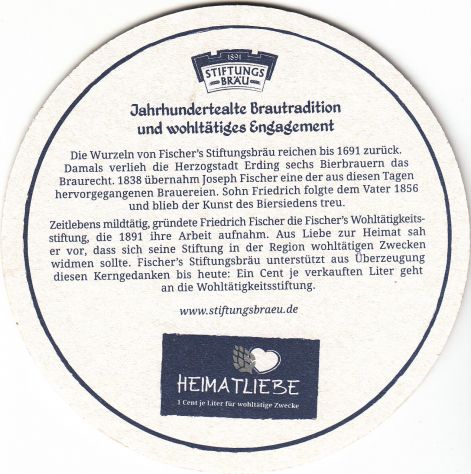 1891
STIFTUNGS
BRÄU
Jahrhundertealte Brautradition
und wohltätiges Engagement
Die Wurzeln von Fischer's Stiftungsbräu reichen bis 1691 zurück.
Damals verlieh die Herzogstadt Erding sechs Bierbrauern das
Braurecht. 1838 übernahm Joseph Fischer eine der aus diesen Tagen
hervorgegangenen Brauereien. Sohn Friedrich folgte dem Vater 1856
und blieb der Kunst des Biersiedens treu.
Zeitlebens mildtätig, gründete Friedrich Fischer die Fischer's Wohltätigkeits-
stiftung, die 1891 ihre Arbeit aufnahm. Aus Liebe zur Heimat sah
er vor, dass sich seine Stiftung in der Region wohltätigen Zwecken
widmen sollte. Fischer's Stiftungsbräu unterstützt aus Überzeugung
diesen Kerngedanken bis heute: Ein Cent je verkauften Liter geht
an die Wohltätigkeitsstiftung.
www.stiftungsbraeu.de
HEIMATLIEBE
1 Cent je Liter für wohltätige Zwecke